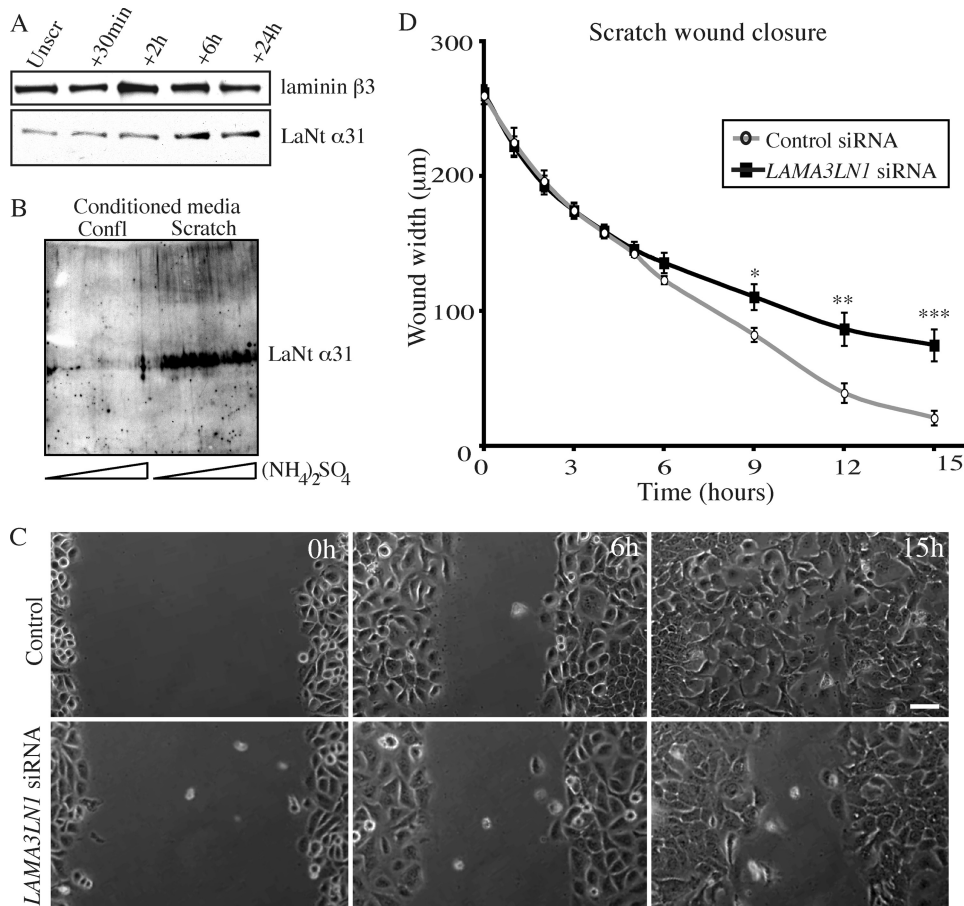 A
Unscr
+30min
+2h
+6h
+24h
laminin β3
LaNt α31
B
Conditioned media
Confl Scratch
LaNt α31
(NH4)2SO4
C
0h
6h
15h
Control
LAMA3LN1 siRNA
D
Scratch wound closure
Control siRNA
LAMA3LN1 siRNA
Wound width (μm)
300
200
100
0
*
**
***
0 3 6 9 12 15
Time (hours)